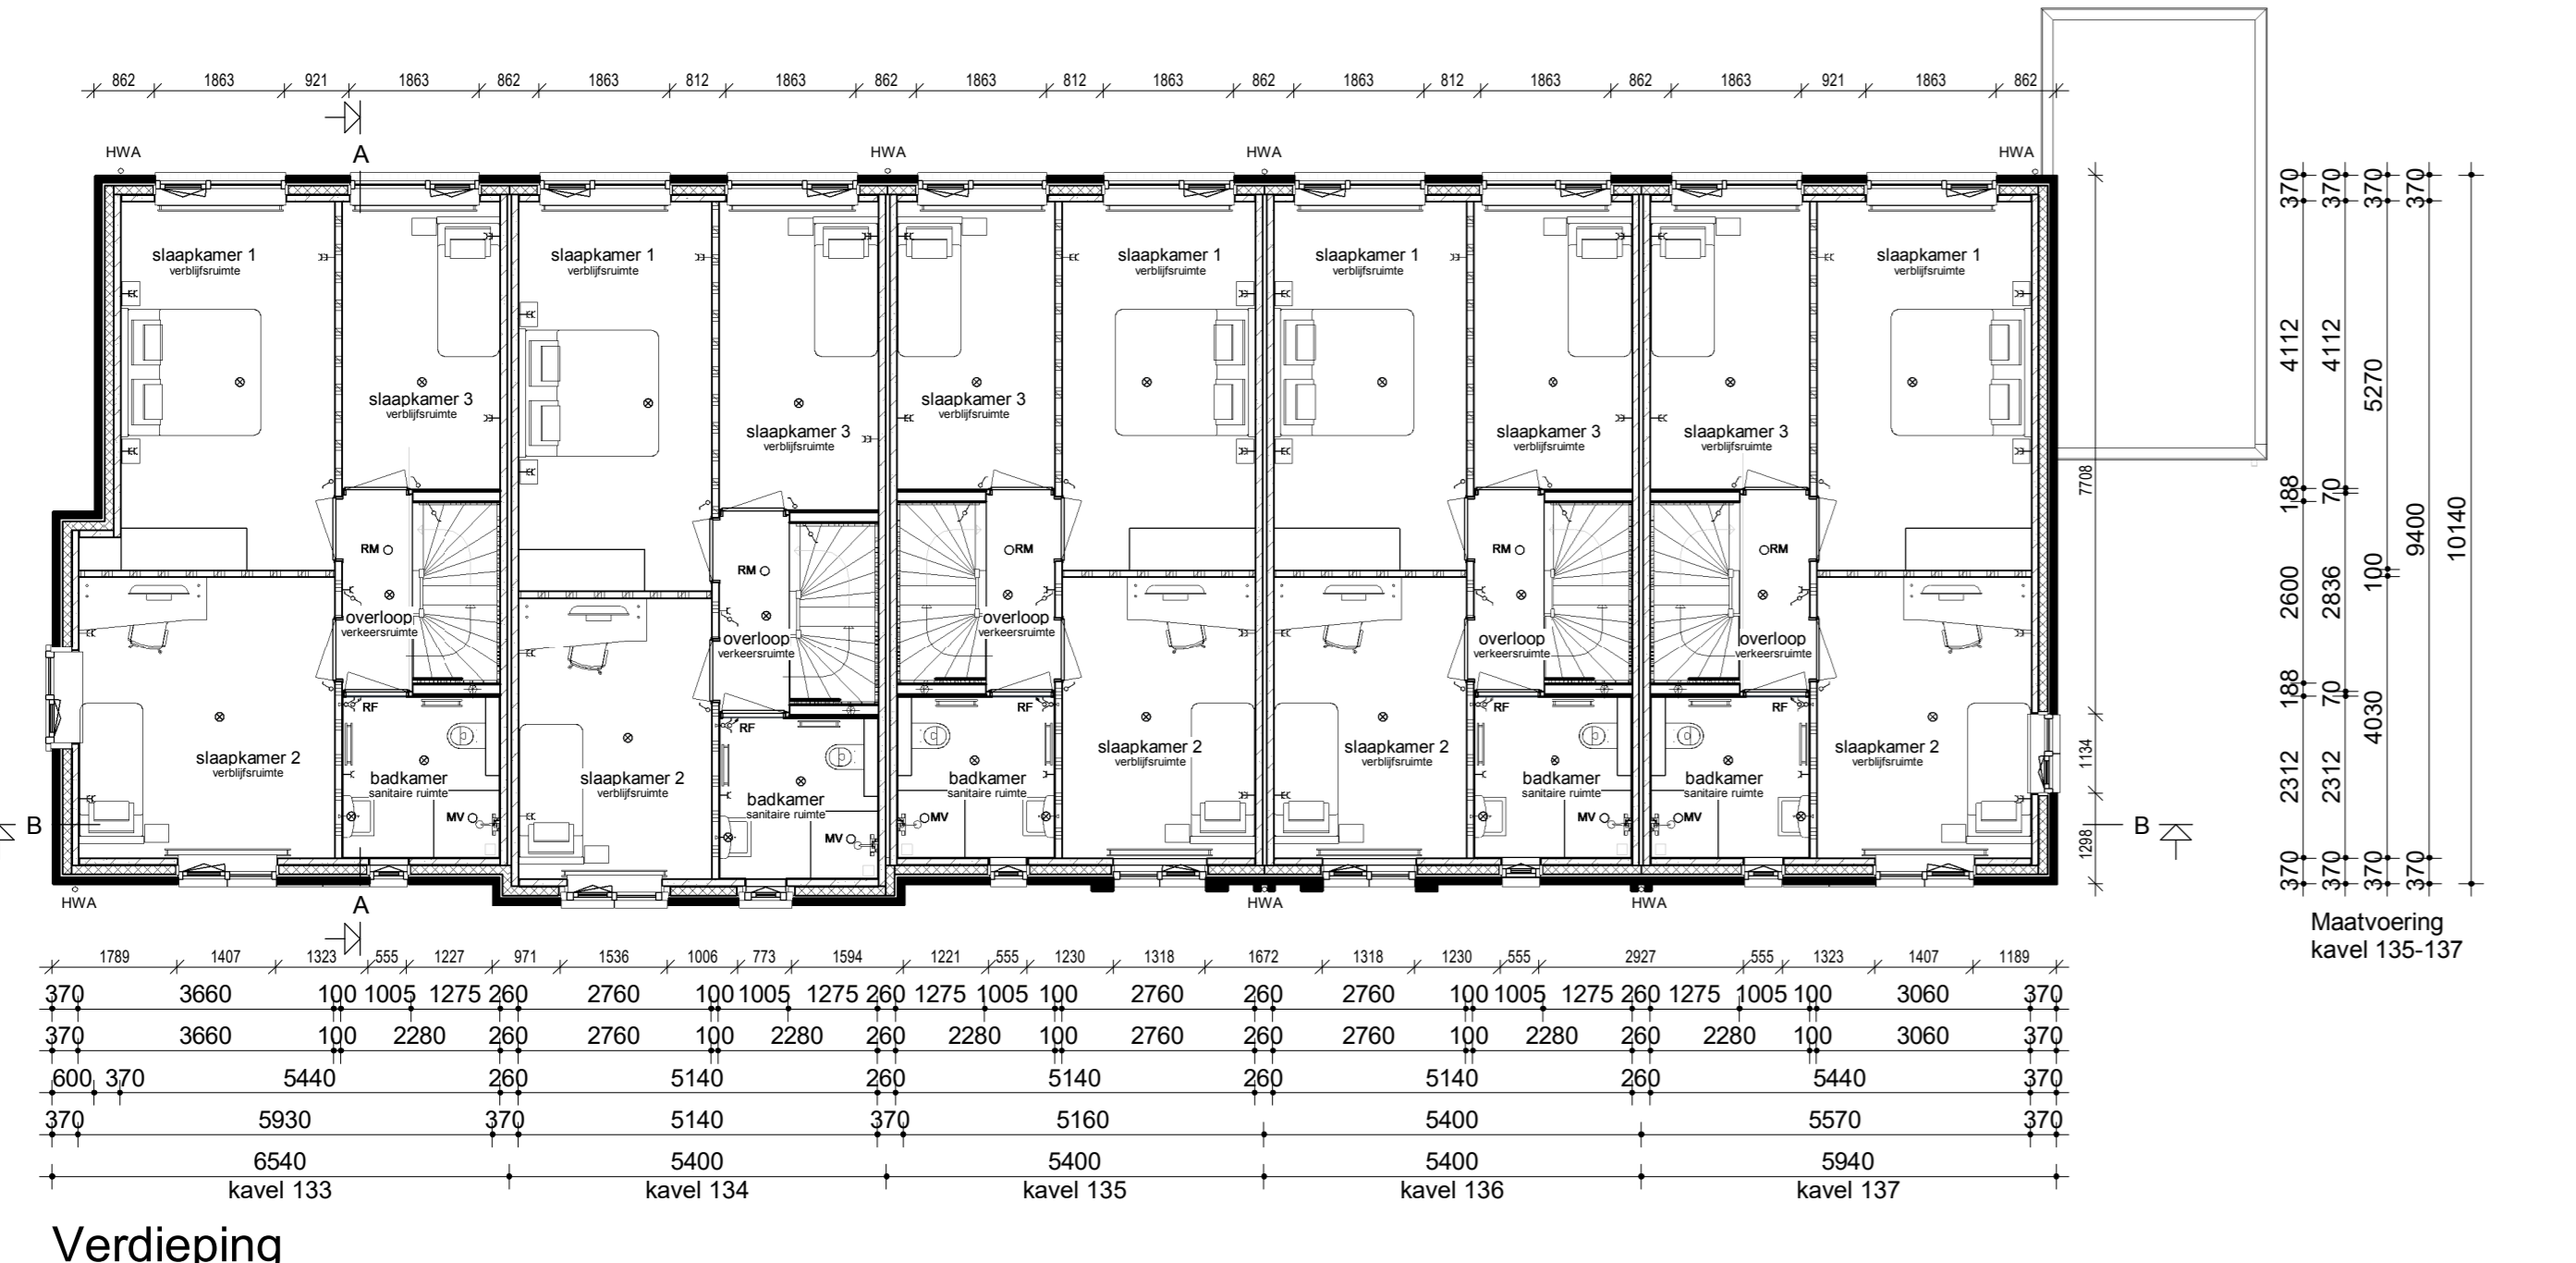 862 1863 921 1863 862 1863 812 1863 862 1863 812 1863 862 1863 812 1863 862 1863 921 1863 862
HWA A HWA HWA HWA
370 370 370 370
slaapkamer 1 slaapkamer 1 slaapkamer 1 slaapkamer 1 slaapkamer 1
verblijfsruimte verblijfsruimte verblijfsruimte verblijfsruimte verblijfsruimte
4112 4112 5270
slaapkamer 3 slaapkamer 3
verblijfsruimte verblijfsruimte
slaapkamer 3 slaapkamer 3 slaapkamer 3
verblijfsruimte verblijfsruimte verblijfsruimte
7708
188 70 9400 10140
RM RM RM RM RM
2600 2836 100
overloop overloop overloop overloop overloop
verkeersruimte verkeersruimte verkeersruimte verkeersruimte verkeersruimte
188 70 4030
RF RF RF RF RF
slaapkamer 2 slaapkamer 2 slaapkamer 2 slaapkamer 2 slaapkamer 2
verblijfsruimte verblijfsruimte verblijfsruimte verblijfsruimte verblijfsruimte
1134
2312 2312
badkamer badkamer badkamer badkamer badkamer
sanitaire ruimte sanitaire ruimte sanitaire ruimte sanitaire ruimte sanitaire ruimte
B MV MV MV MV MV B
1298
370 370 370 370
HWA A HWA HWA
Maatvoering
kavel 135-137
1789 1407 1323 555 1227 971 1536 1006 773 1594 1221 555 1230 1318 1672 1318 1230 555 2927 555 1323 1407 1189
370 3660 100 1005 1275 260 2760 100 1005 1275 260 1275 1005 100 2760 260 2760 100 1005 1275 260 1275 1005 100 3060 370
370 3660 100 2280 260 2760 100 2280 260 2280 100 2760 260 2760 100 2280 260 2280 100 3060 370
600 370 5440 260 5140 260 5140 260 5140 260 5440 370
370 5930 370 5140 370 5160 5400 5570 370
6540 5400 5400 5400 5940
kavel 133 kavel 134 kavel 135 kavel 136 kavel 137
Verdieping